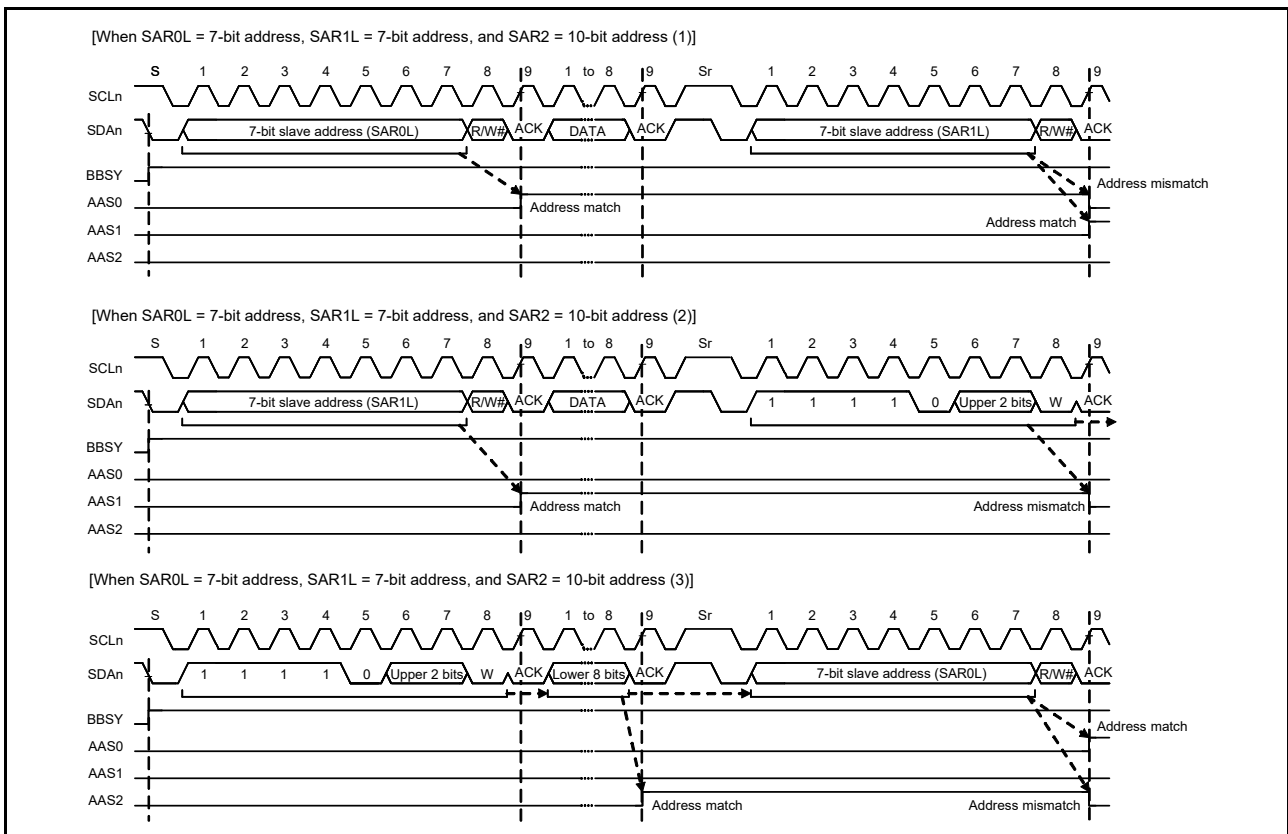 [When SAR0L = 7-bit address, SAR1L = 7-bit address, and SAR2 = 10-bit address (1)]
S 1 2 3 4 5 6 7 8 9 1 to 8 9 Sr 1 2 3 4 5 6 7 8 9
SCLn
SDAn 7-bit slave address (SAR0L) R/W# ACK DATA ACK 7-bit slave address (SAR1L) R/W# ACK
BBSY
Address mismatch
AAS0 Address match
Address match
AAS1
AAS2
[When SAR0L = 7-bit address, SAR1L = 7-bit address, and SAR2 = 10-bit address (2)]
S 1 2 3 4 5 6 7 8 9 1 to 8 9 Sr 1 2 3 4 5 6 7 8 9
SCLn
SDAn 7-bit slave address (SAR1L) R/W# ACK DATA ACK 1 1 1 1 0 Upper 2 bits W ACK
BBSY
AAS0
AAS1 Address match Address mismatch
AAS2
[When SAR0L = 7-bit address, SAR1L = 7-bit address, and SAR2 = 10-bit address (3)]
S 1 2 3 4 5 6 7 8 9 1 to 8 9 Sr 1 2 3 4 5 6 7 8 9
SCLn
SDAn 1 1 1 1 0 Upper 2 bits W ACK Lower 8 bits ACK 7-bit slave address (SAR0L) R/W# ACK
BBSY
Address match
AAS0
AAS1
AAS2 Address match Address mismatch